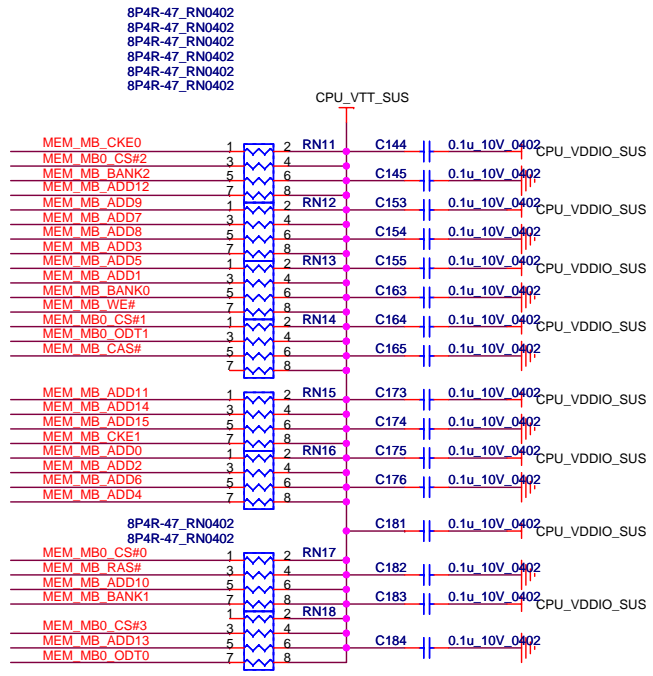 8P4R-47_RN0402
8P4R-47_RN0402
8P4R-47_RN0402
8P4R-47_RN0402
8P4R-47_RN0402
8P4R-47_RN0402
CPU_VTT_SUS
MEM_MB_CKE0 1 2 RN11 C144 0.1u_10V_0402 CPU_VDDIO_SUS
MEM_MB0_CS#2 3 4
MEM_MB_BANK2 5 6 C145 0.1u_10V_0402
MEM_MB_ADD12 7 8
MEM_MB_ADD9 1 2 RN12 C153 0.1u_10V_0402 CPU_VDDIO_SUS
MEM_MB_ADD7 3 4
MEM_MB_ADD8 5 6 C154 0.1u_10V_0402
MEM_MB_ADD3 7 8
MEM_MB_ADD5 1 2 RN13 C155 0.1u_10V_0402 CPU_VDDIO_SUS
MEM_MB_ADD1 3 4
MEM_MB_BANK0 5 6 C163 0.1u_10V_0402
MEM_MB_WE# 7 8
MEM_MB0_CS#1 1 2 RN14 C164 0.1u_10V_0402 CPU_VDDIO_SUS
MEM_MB0_ODT1 3 4
MEM_MB_CAS# 5 6 C165 0.1u_10V_0402
7 8
MEM_MB_ADD11 1 2 RN15 C173 0.1u_10V_0402 CPU_VDDIO_SUS
MEM_MB_ADD14 3 4
MEM_MB_ADD15 5 6 C174 0.1u_10V_0402
MEM_MB_CKE1 7 8
MEM_MB_ADD0 1 2 RN16 C175 0.1u_10V_0402 CPU_VDDIO_SUS
MEM_MB_ADD2 3 4
MEM_MB_ADD6 5 6 C176 0.1u_10V_0402
MEM_MB_ADD4 7 8
8P4R-47_RN0402 C181 0.1u_10V_0402 CPU_VDDIO_SUS
8P4R-47_RN0402
MEM_MB0_CS#0 1 2 RN17
MEM_MB_RAS# 3 4 C182 0.1u_10V_0402
MEM_MB_ADD10 5 6
MEM_MB_BANK1 7 8 C183 0.1u_10V_0402 CPU_VDDIO_SUS
1 2 RN18
MEM_MB0_CS#3 3 4
MEM_MB_ADD13 5 6 C184 0.1u_10V_0402
MEM_MB0_ODT0 7 8